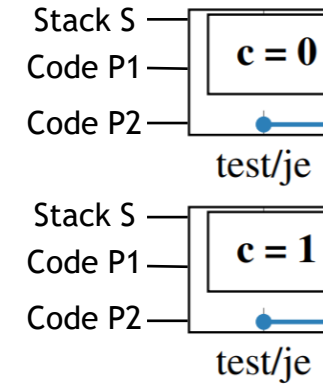 Stack S
c = 0
Code P1
Code P2
test/je
Stack S
c = 1
Code P1
Code P2
test/je